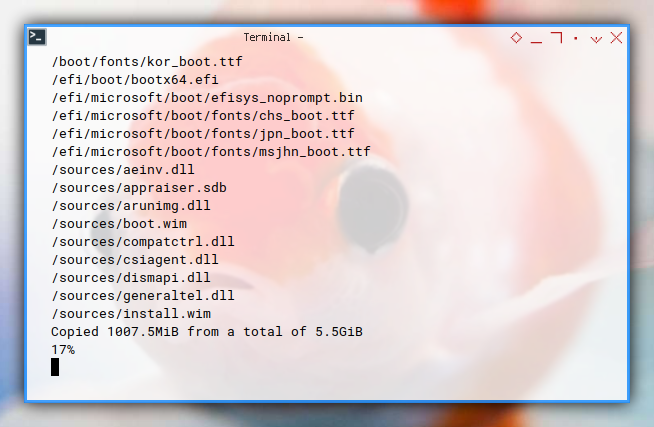 Terminal –
/boot/fonts/kor_boot.ttf
/efi/boot/bootx64.efi
/efi/microsoft/boot/efisys_noprompt.bin
/efi/microsoft/boot/fonts/chs_boot.ttf
/efi/microsoft/boot/fonts/jpn_boot.ttf
/efi/microsoft/boot/fonts/msjhn_boot.ttf
/sources/aeinv.dll
/sources/appraiser.sdb
/sources/arunimg.dll
/sources/boot.wim
/sources/compatctrl.dll
/sources/csiagent.dll
/sources/dismapi.dll
/sources/generaltel.dll
/sources/install.wim
Copied 1007.5MiB from a total of 5.5GiB
17%